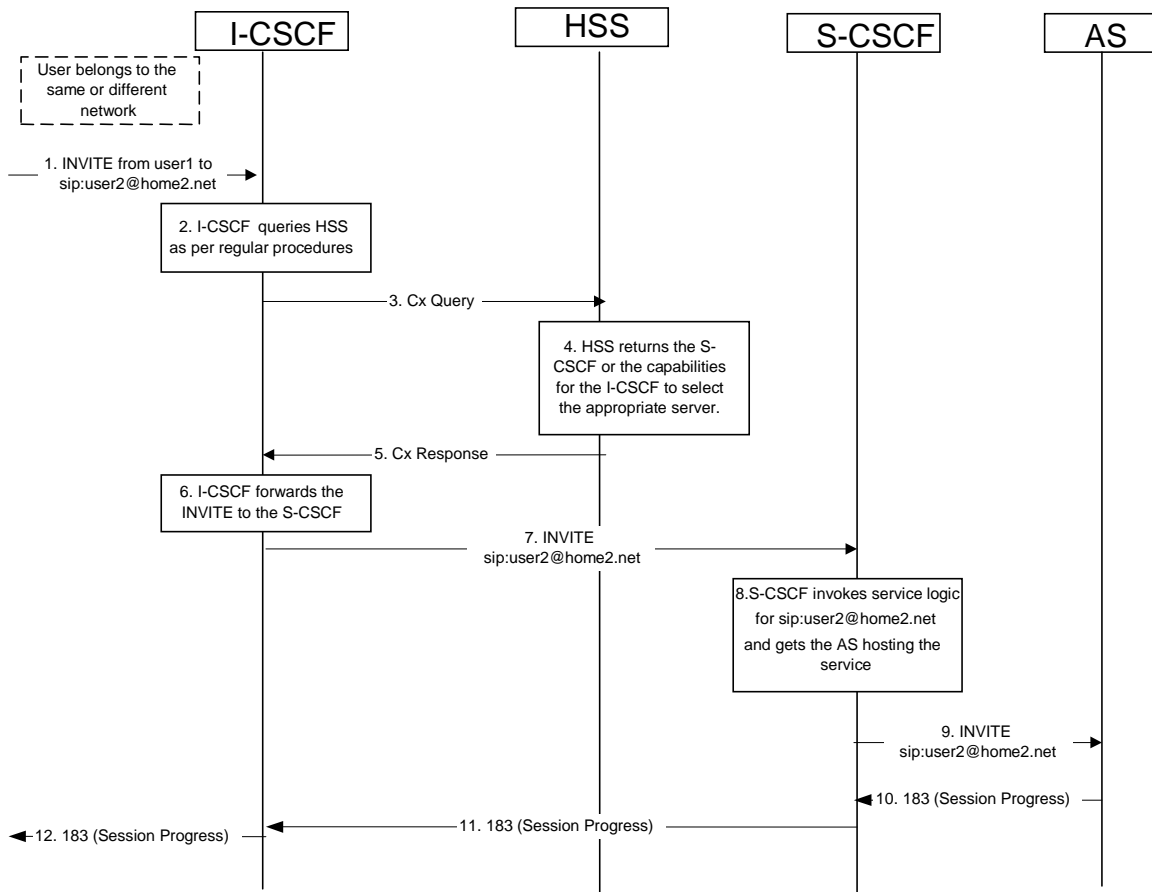 I-CSCF
HSS
S-CSCF
AS
User belongs to the
same or different
network
1. INVITE from user1 to
sip:user2@home2.net
2. I-CSCF queries HSS
as per regular procedures
3. Cx Query
4. HSS returns the S-
CSCF or the capabilities
for the I-CSCF to select
the appropriate server.
5. Cx Response
6. I-CSCF forwards the
INVITE to the S-CSCF
7. INVITE
sip:user2@home2.net
8.S-CSCF invokes service logic
for sip:user2@home2.net
and gets the AS hosting the
service
9. INVITE
sip:user2@home2.net
10. 183 (Session Progress)
11. 183 (Session Progress)
12. 183 (Session Progress)